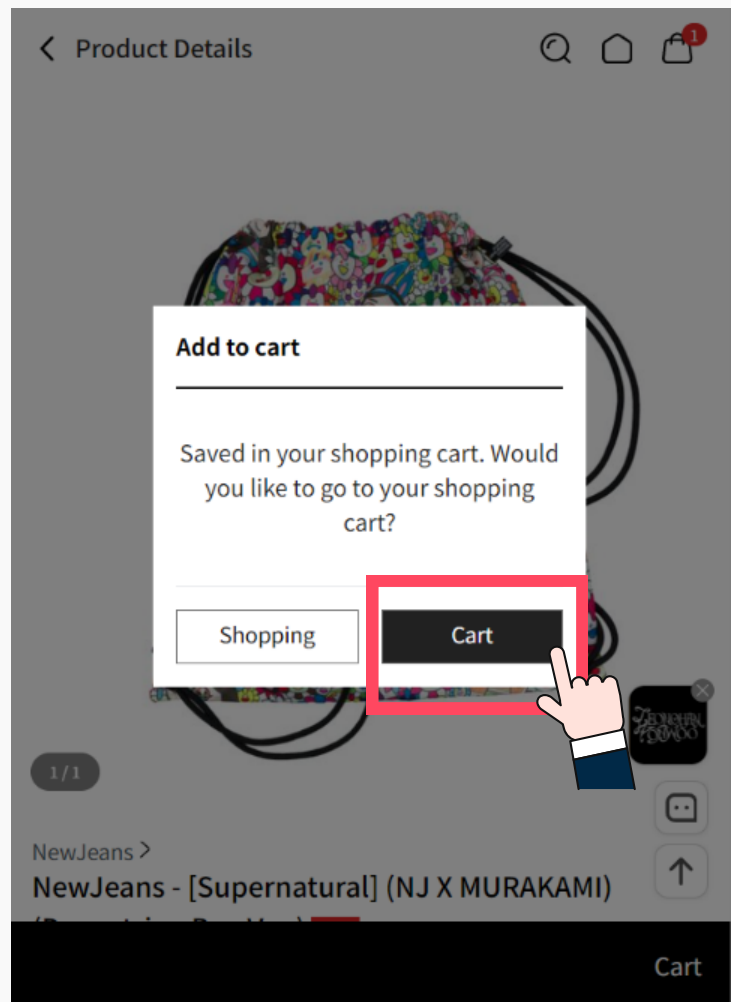 Product Details
1
Add to cart
Saved in your shopping cart. Would
you like to go to your shopping
cart?
Shopping
Cart
1/1
NewJeans >
NewJeans - [Supernatural] (NJ X MURAKAMI)
Cart